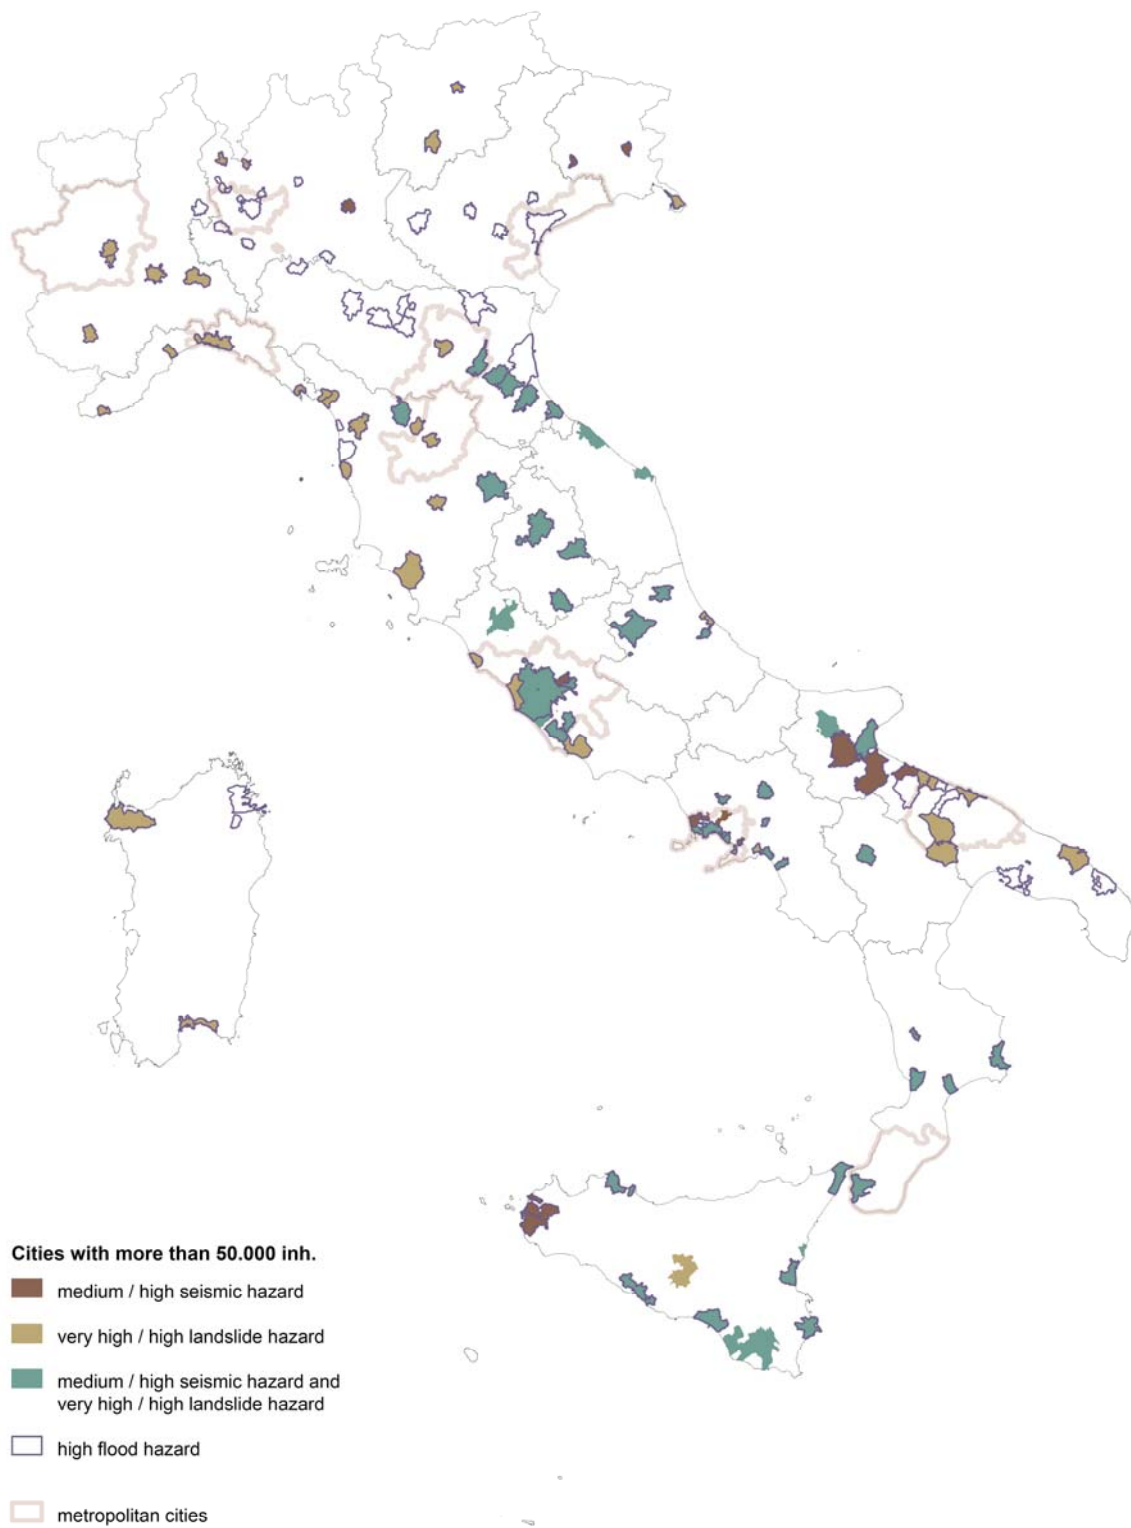 Cities with more than 50.000 inh.
medium / high seismic hazard
very high / high landslide hazard
medium / high seismic hazard and
very high / high landslide hazard
high flood hazard
metropolitan cities